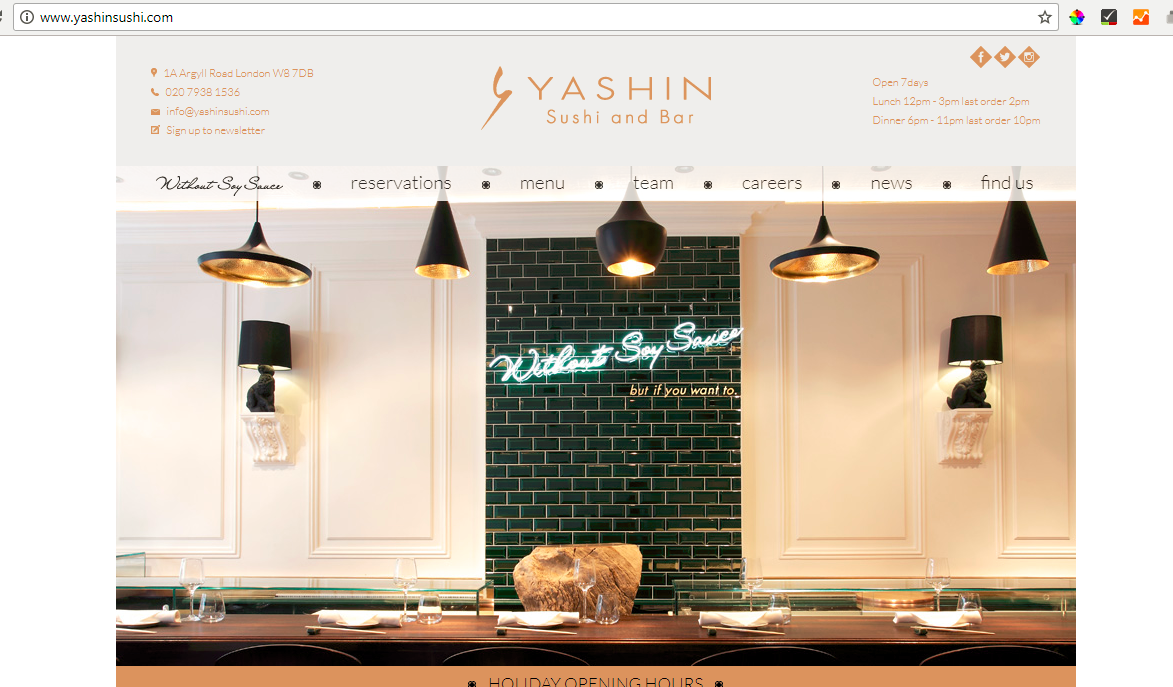 www.yashinsushi.com
1A Argyll Road London W8 7DB
020 7938 1536
info@yashinsushi.com
Sign up to newsletter
YASHIN
Sushi and Bar
Open 7days
Lunch 12pm - 3pm last order 2pm
Dinner 6pm - 11pm last order 10pm
Without Soy Sauce reservations menu team careers news find us
Without Soy Sauce
but if you want to.
HOLIDAY OPENING HOURS